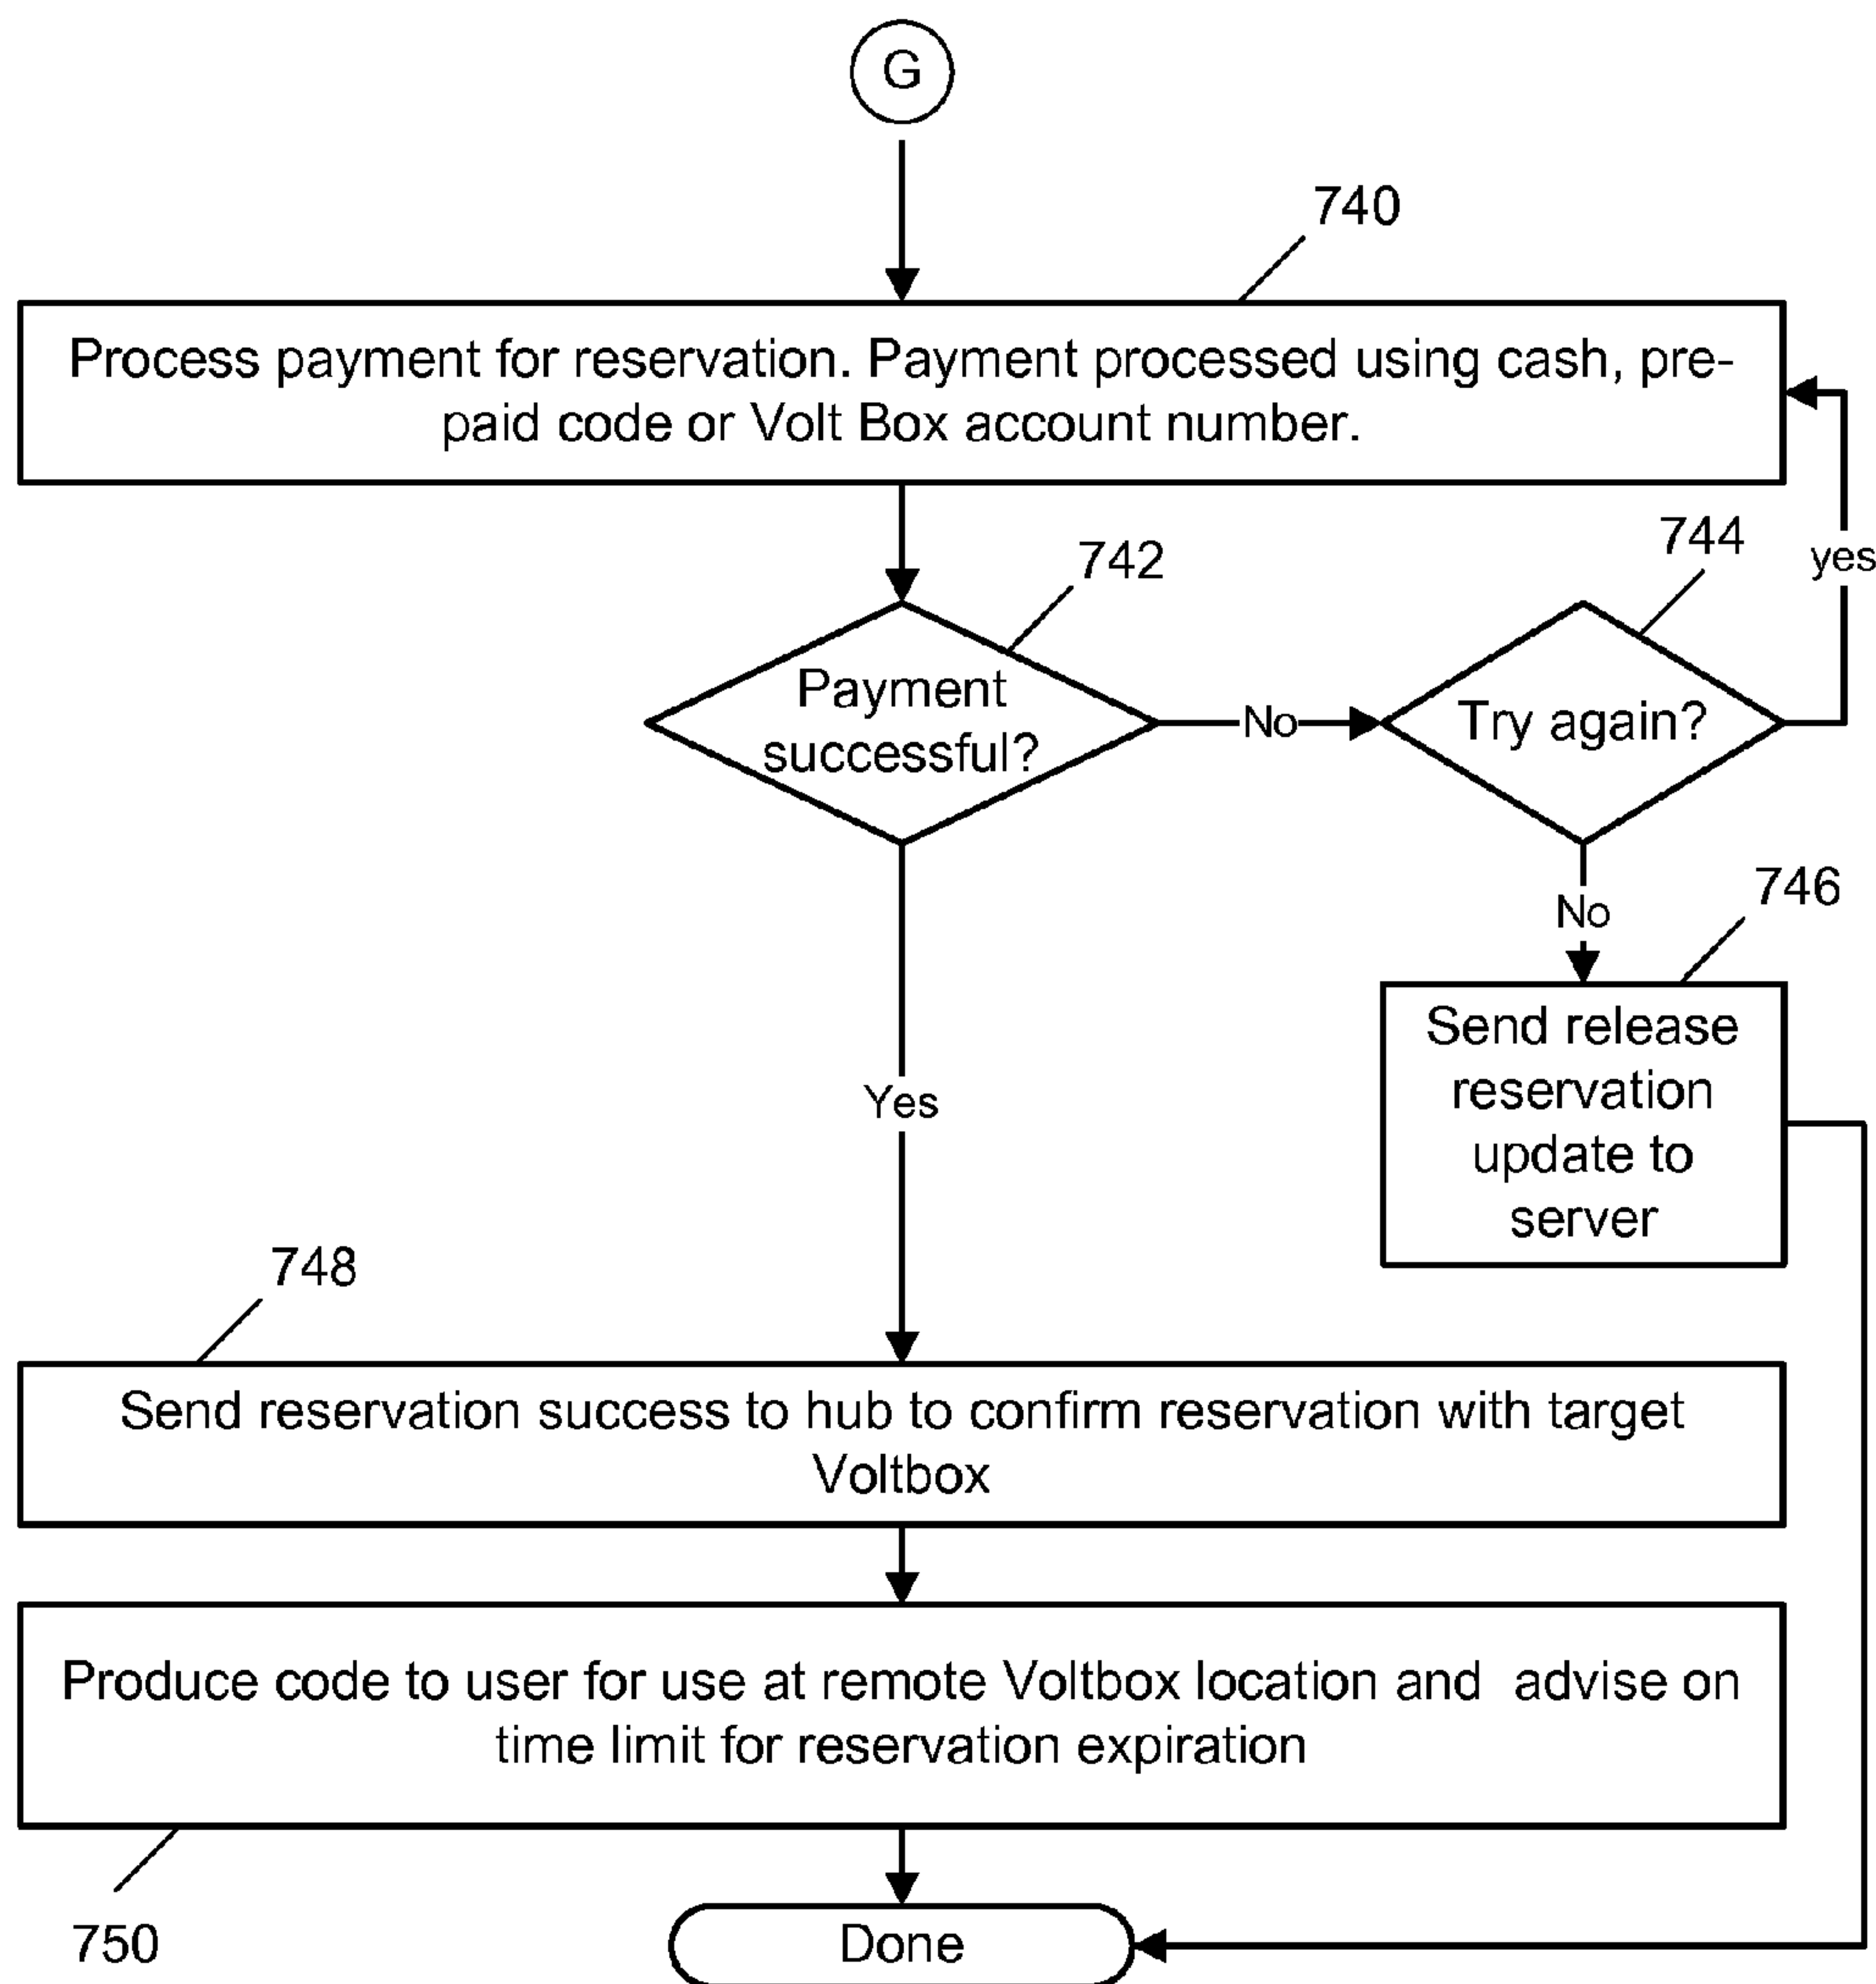 G
740
Process payment for reservation. Payment processed using cash, pre-
paid code or Volt Box account number.
742
744
yes
Payment
successful?
No
Try again?
No
746
Send release
reservation
update to
server
Yes
748
Send reservation success to hub to confirm reservation with target
Voltbox
Produce code to user for use at remote Voltbox location and  advise on
time limit for reservation expiration
750
Done